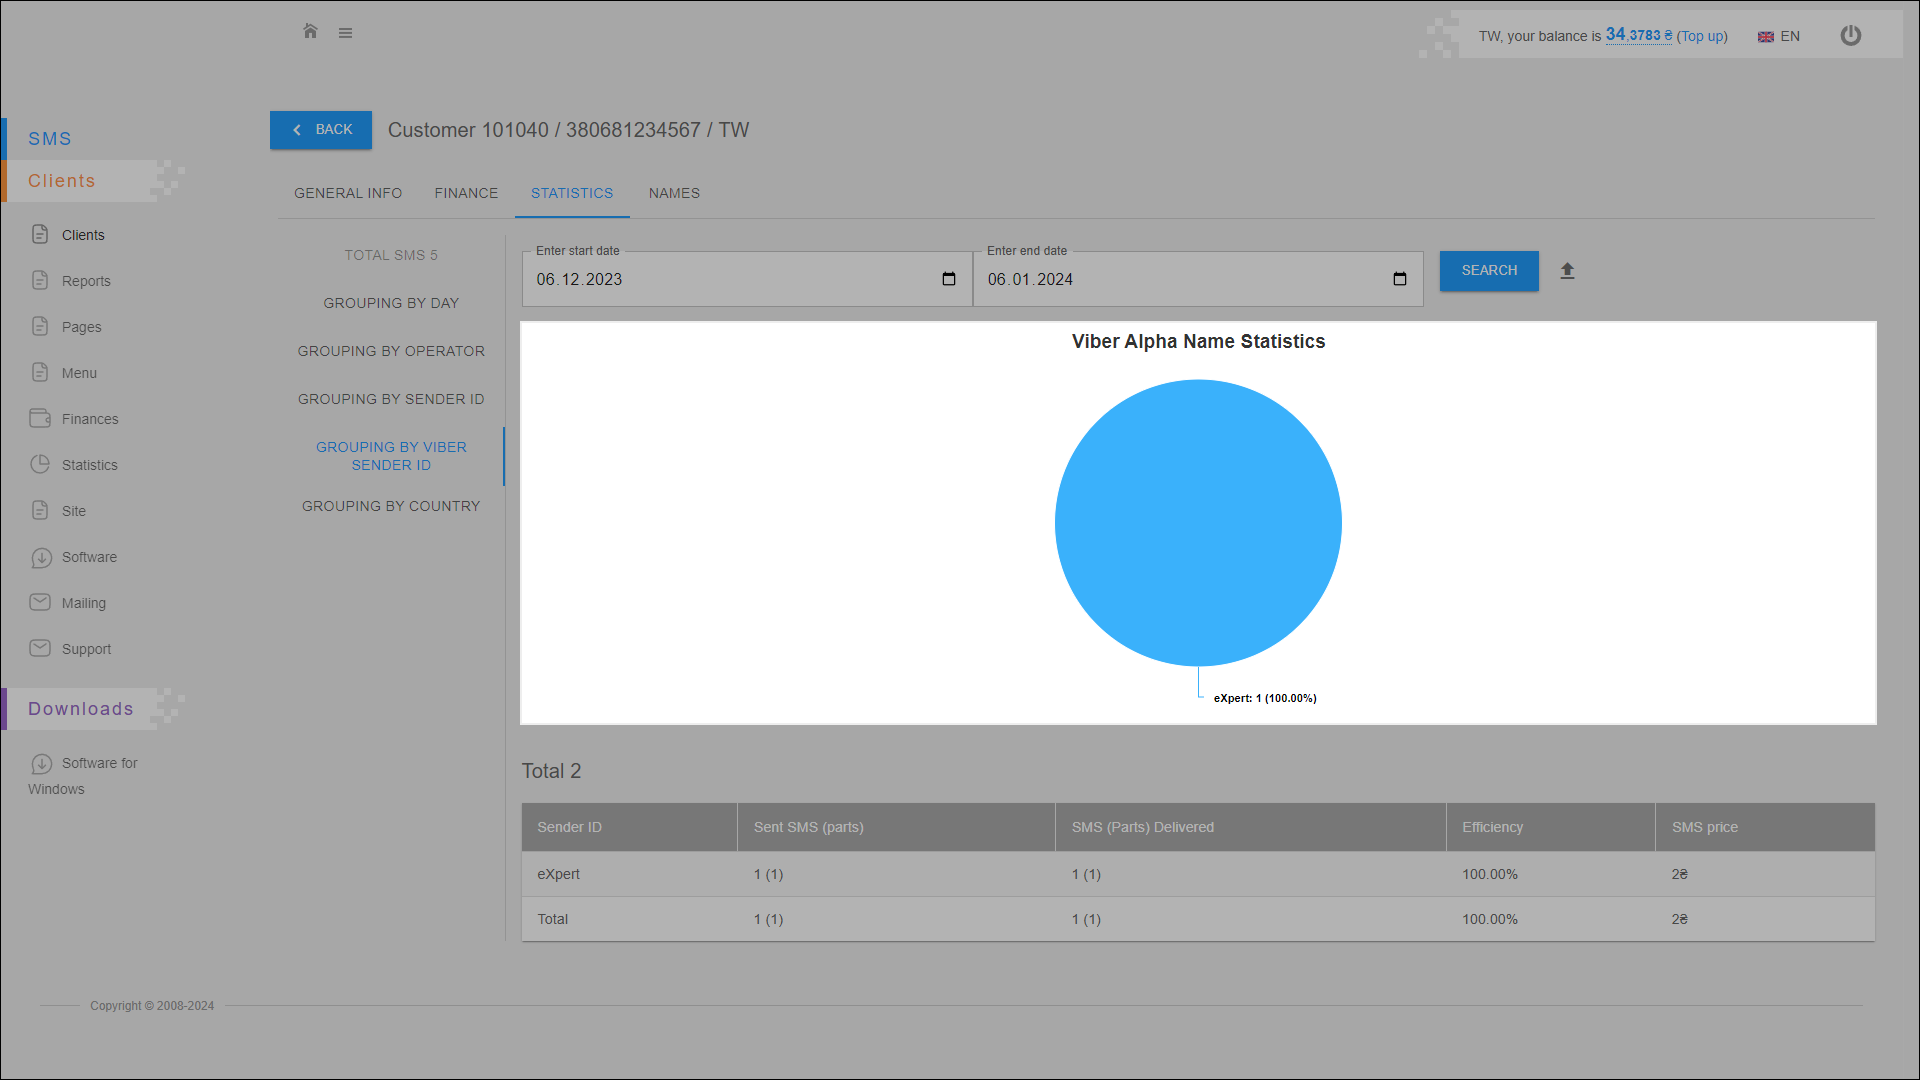 TW, your balance is 34.3783 ₴ (Top up)
EN
BACK
Customer 101040 / 380681234567 / TW
SMS
Clients
Clients
Reports
Pages
Menu
Finances
Statistics
Site
Software
Mailing
Support
Downloads
Software for
Windows
GENERAL INFO
FINANCE
STATISTICS
NAMES
TOTAL SMS 5
GROUPING BY DAY
GROUPING BY OPERATOR
GROUPING BY SENDER ID
GROUPING BY VIBER
SENDER ID
GROUPING BY COUNTRY
Enter start date
06.12.2023
Enter end date
06.01.2024
SEARCH
Viber Alpha Name Statistics
eXpert: 1 (100.00%)
Total 2
Sender ID Sent SMS (parts) SMS (Parts) Delivered Efficiency SMS price
eXpert 1 (1) 1 (1) 100.00% 2₴
Total 1 (1) 1 (1) 100.00% 2₴
Copyright © 2008-2024